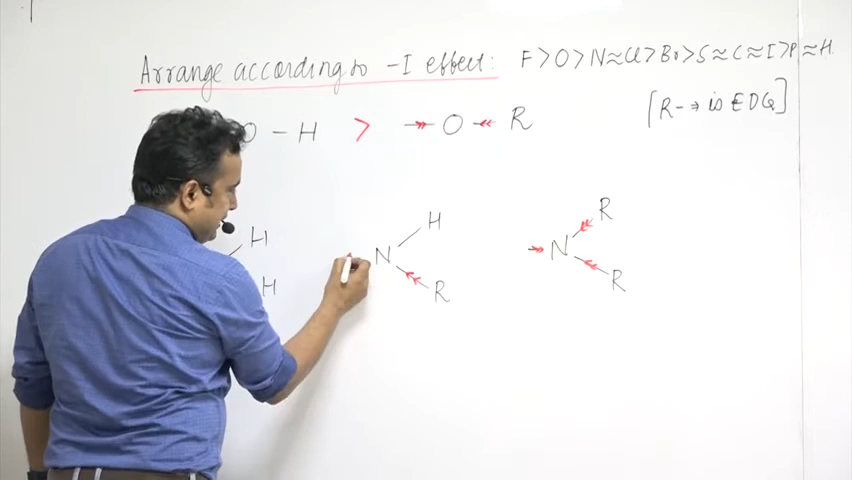 Arrange according to -I effect: F>O>N≈Cl>Br>S≈C≈I>P≈H
O - H > O R [R → is EDG]
H N H R N R R
H